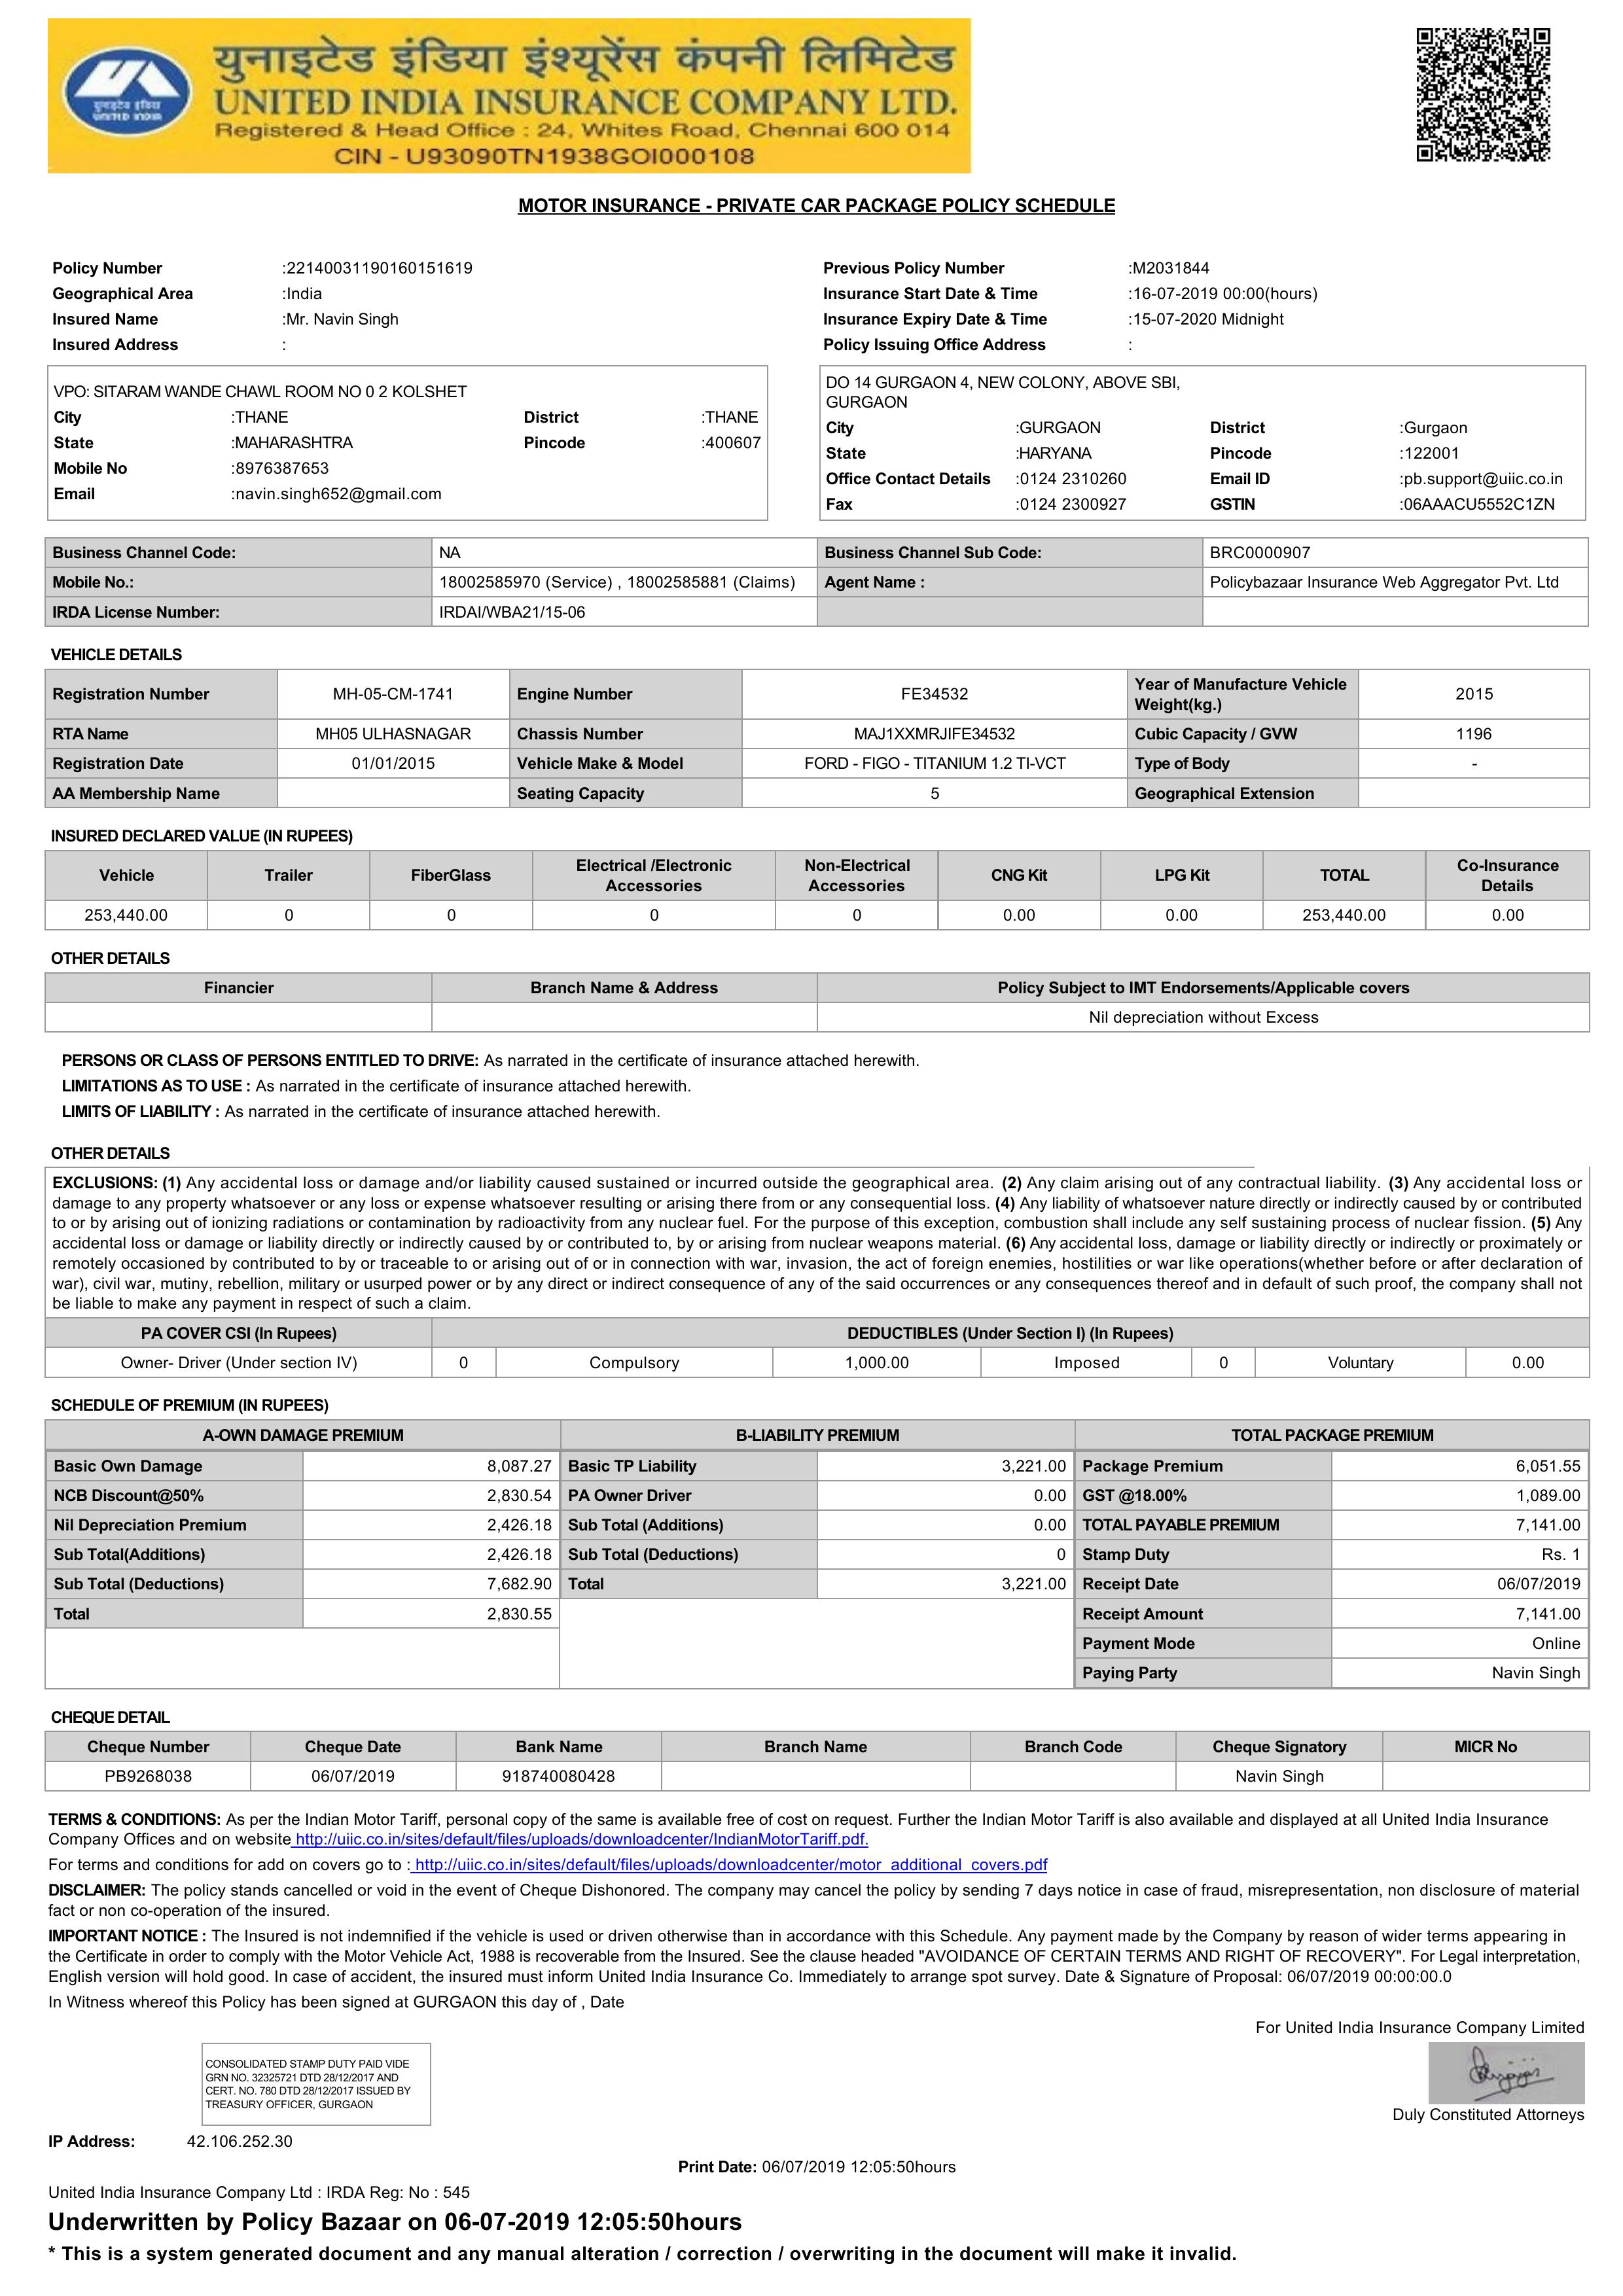 युनाइटेड इंडिया इंश्यूरेंस कंपनी लिमिटेड
UNITED INDIA INSURANCE COMPANY LTD.
Registered & Head Office : 24, Whites Road, Chennai 600 014
CIN - U93090TN1938GOI000108
युनाइटेड इंडिया
UNITED INDIA
MOTOR INSURANCE - PRIVATE CAR PACKAGE POLICY SCHEDULE
Policy Number :22140031190160151619 Previous Policy Number :M2031844
Geographical Area :India Insurance Start Date & Time :16-07-2019 00:00(hours)
Insured Name :Mr. Navin Singh Insurance Expiry Date & Time :15-07-2020 Midnight
Insured Address : Policy Issuing Office Address :
VPO: SITARAM WANDE CHAWL ROOM NO 0 2 KOLSHET
City :THANE District :THANE
State :MAHARASHTRA Pincode :400607
Mobile No :8976387653
Email :navin.singh652@gmail.com
DO 14 GURGAON 4, NEW COLONY, ABOVE SBI,
GURGAON
City :GURGAON District :Gurgaon
State :HARYANA Pincode :122001
Office Contact Details :0124 2310260 Email ID :pb.support@uiic.co.in
Fax :0124 2300927 GSTIN :06AAACU5552C1ZN
Business Channel Code: NA Business Channel Sub Code: BRC0000907
Mobile No.: 18002585970 (Service) , 18002585881 (Claims) Agent Name : Policybazaar Insurance Web Aggregator Pvt. Ltd
IRDA License Number: IRDAI/WBA21/15-06
VEHICLE DETAILS
Registration Number MH-05-CM-1741 Engine Number FE34532 Year of Manufacture Vehicle Weight(kg.) 2015
RTA Name MH05 ULHASNAGAR Chassis Number MAJ1XXMRJIFE34532 Cubic Capacity / GVW 1196
Registration Date 01/01/2015 Vehicle Make & Model FORD - FIGO - TITANIUM 1.2 TI-VCT Type of Body -
AA Membership Name Seating Capacity 5 Geographical Extension
INSURED DECLARED VALUE (IN RUPEES)
Vehicle Trailer FiberGlass Electrical /Electronic Accessories Non-Electrical Accessories CNG Kit LPG Kit TOTAL Co-Insurance Details
253,440.00 0 0 0 0 0.00 0.00 253,440.00 0.00
OTHER DETAILS
Financier Branch Name & Address Policy Subject to IMT Endorsements/Applicable covers
Nil depreciation without Excess
PERSONS OR CLASS OF PERSONS ENTITLED TO DRIVE: As narrated in the certificate of insurance attached herewith.
LIMITATIONS AS TO USE : As narrated in the certificate of insurance attached herewith.
LIMITS OF LIABILITY : As narrated in the certificate of insurance attached herewith.
OTHER DETAILS
EXCLUSIONS: (1) Any accidental loss or damage and/or liability caused sustained or incurred outside the geographical area. (2) Any claim arising out of any contractual liability. (3) Any accidental loss or
damage to any property whatsoever or any loss or expense whatsoever resulting or arising there from or any consequential loss. (4) Any liability of whatsoever nature directly or indirectly caused by or contributed
to or by arising out of ionizing radiations or contamination by radioactivity from any nuclear fuel. For the purpose of this exception, combustion shall include any self sustaining process of nuclear fission. (5) Any
accidental loss or damage or liability directly or indirectly caused by or contributed to, by or arising from nuclear weapons material. (6) Any accidental loss, damage or liability directly or indirectly or proximately or
remotely occasioned by contributed to by or traceable to or arising out of or in connection with war, invasion, the act of foreign enemies, hostilities or war like operations(whether before or after declaration of
war), civil war, mutiny, rebellion, military or usurped power or by any direct or indirect consequence of any of the said occurrences or any consequences thereof and in default of such proof, the company shall not
be liable to make any payment in respect of such a claim.
PA COVER CSI (In Rupees) DEDUCTIBLES (Under Section I) (In Rupees)
Owner- Driver (Under section IV) 0 Compulsory 1,000.00 Imposed 0 Voluntary 0.00
SCHEDULE OF PREMIUM (IN RUPEES)
A-OWN DAMAGE PREMIUM B-LIABILITY PREMIUM TOTAL PACKAGE PREMIUM
Basic Own Damage 8,087.27 Basic TP Liability 3,221.00 Package Premium 6,051.55
NCB Discount@50% 2,830.54 PA Owner Driver 0.00 GST @18.00% 1,089.00
Nil Depreciation Premium 2,426.18 Sub Total (Additions) 0.00 TOTAL PAYABLE PREMIUM 7,141.00
Sub Total(Additions) 2,426.18 Sub Total (Deductions) 0 Stamp Duty Rs. 1
Sub Total (Deductions) 7,682.90 Total 3,221.00 Receipt Date 06/07/2019
Total 2,830.55 Receipt Amount 7,141.00
Payment Mode Online
Paying Party Navin Singh
CHEQUE DETAIL
Cheque Number Cheque Date Bank Name Branch Name Branch Code Cheque Signatory MICR No
PB9268038 06/07/2019 918740080428 Navin Singh
TERMS & CONDITIONS: As per the Indian Motor Tariff, personal copy of the same is available free of cost on request. Further the Indian Motor Tariff is also available and displayed at all United India Insurance
Company Offices and on website http://uiic.co.in/sites/default/files/uploads/downloadcenter/IndianMotorTariff.pdf.
For terms and conditions for add on covers go to : http://uiic.co.in/sites/default/files/uploads/downloadcenter/motor_additional_covers.pdf
DISCLAIMER: The policy stands cancelled or void in the event of Cheque Dishonored. The company may cancel the policy by sending 7 days notice in case of fraud, misrepresentation, non disclosure of material
fact or non co-operation of the insured.
IMPORTANT NOTICE : The Insured is not indemnified if the vehicle is used or driven otherwise than in accordance with this Schedule. Any payment made by the Company by reason of wider terms appearing in
the Certificate in order to comply with the Motor Vehicle Act, 1988 is recoverable from the Insured. See the clause headed "AVOIDANCE OF CERTAIN TERMS AND RIGHT OF RECOVERY". For Legal interpretation,
English version will hold good. In case of accident, the insured must inform United India Insurance Co. Immediately to arrange spot survey. Date & Signature of Proposal: 06/07/2019 00:00:00.0
In Witness whereof this Policy has been signed at GURGAON this day of , Date
For United India Insurance Company Limited
CONSOLIDATED STAMP DUTY PAID VIDE
GRN NO. 32325721 DTD 28/12/2017 AND
CERT. NO. 780 DTD 28/12/2017 ISSUED BY
TREASURY OFFICER, GURGAON
Duly Constituted Attorneys
IP Address: 42.106.252.30
Print Date: 06/07/2019 12:05:50hours
United India Insurance Company Ltd : IRDA Reg: No : 545
Underwritten by Policy Bazaar on 06-07-2019 12:05:50hours
* This is a system generated document and any manual alteration / correction / overwriting in the document will make it invalid.